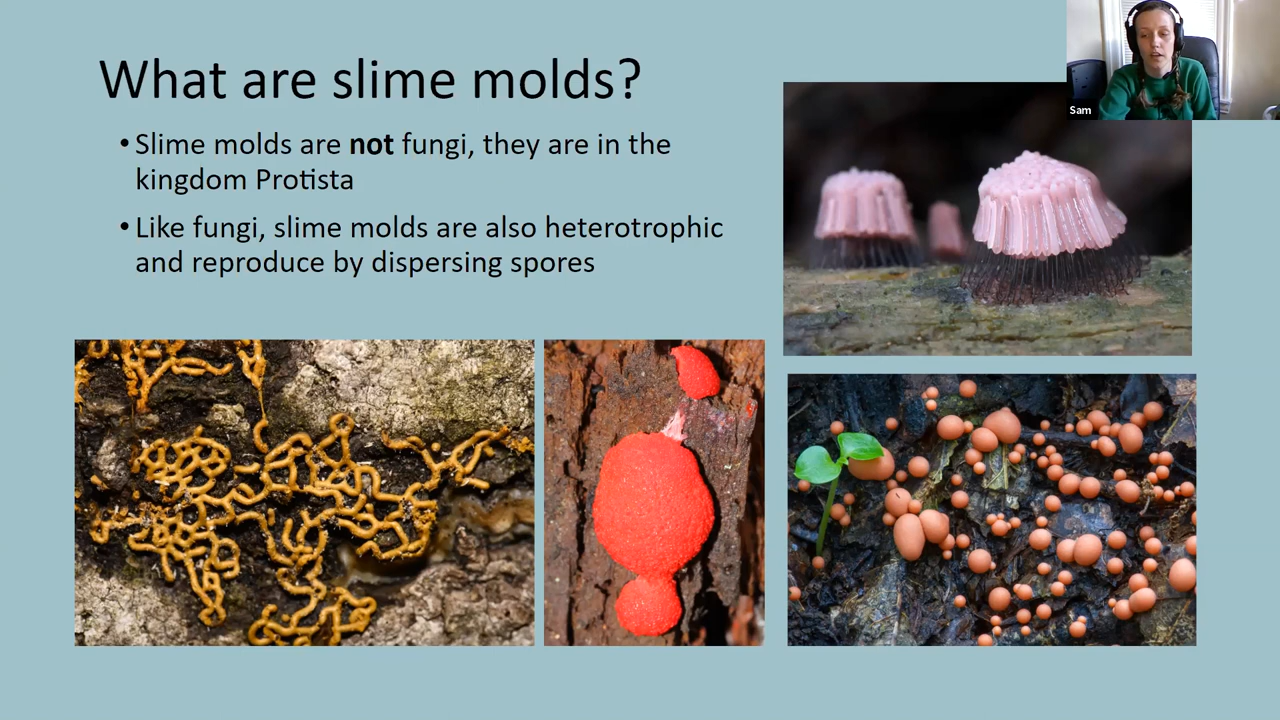 What are slime molds?
• Slime molds are not fungi, they are in the
kingdom Protista
• Like fungi, slime molds are also heterotrophic
and reproduce by dispersing spores
Sam